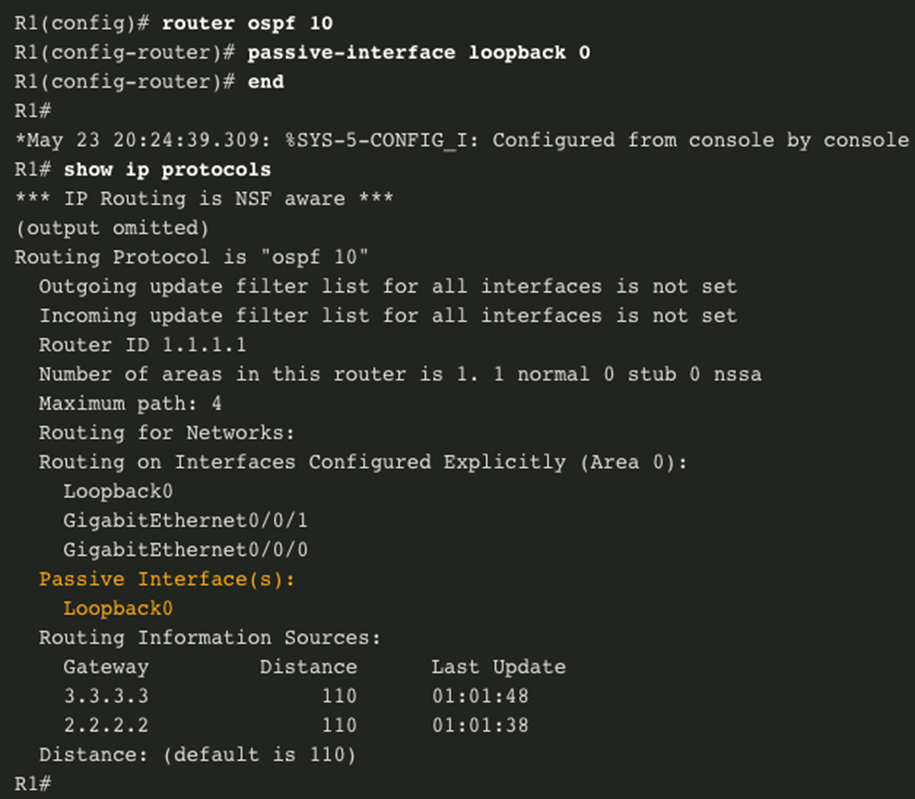 R1(config)# router ospf 10
R1(config-router)# passive-interface loopback 0
R1(config-router)# end
R1#
*May 23 20:24:39.309: %SYS-5-CONFIG_I: Configured from console by console
R1# show ip protocols
*** IP Routing is NSF aware ***
(output omitted)
Routing Protocol is "ospf 10"
  Outgoing update filter list for all interfaces is not set
  Incoming update filter list for all interfaces is not set
  Router ID 1.1.1.1
  Number of areas in this router is 1. 1 normal 0 stub 0 nssa
  Maximum path: 4
  Routing for Networks:
  Routing on Interfaces Configured Explicitly (Area 0):
    Loopback0
    GigabitEthernet0/0/1
    GigabitEthernet0/0/0
  Passive Interface(s):
    Loopback0
  Routing Information Sources:
    Gateway         Distance      Last Update
    3.3.3.3              110      01:01:48
    2.2.2.2              110      01:01:38
  Distance: (default is 110)
R1#